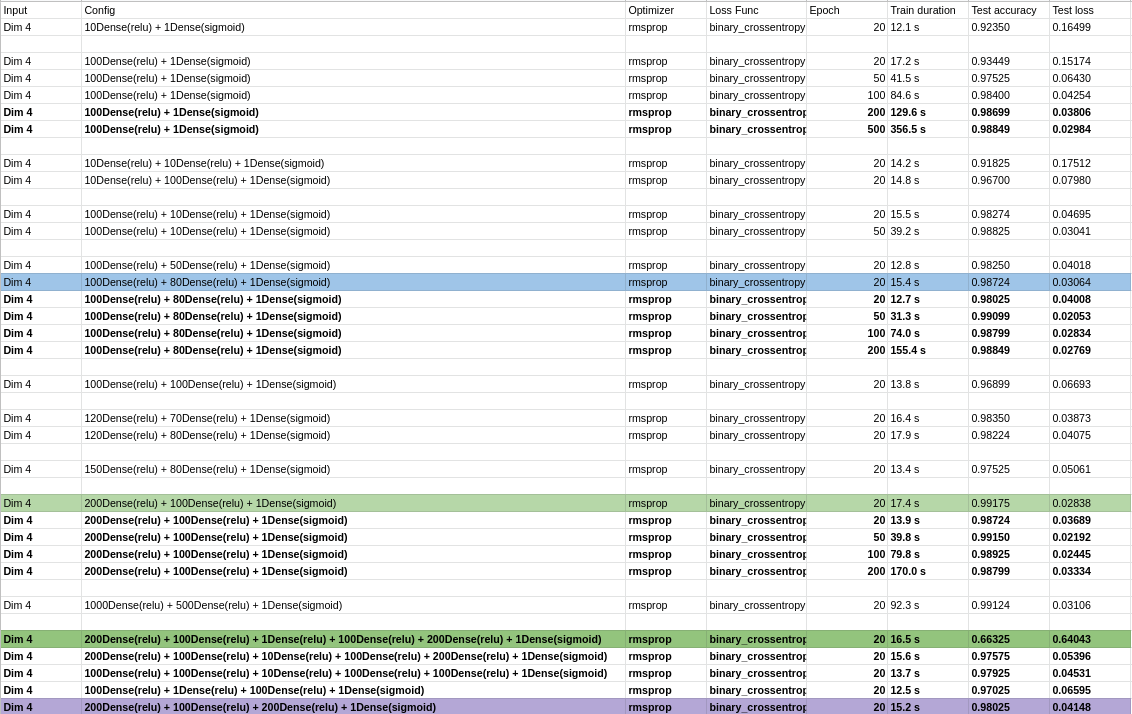 Input Config Optimizer Loss Func Epoch Train duration Test accuracy Test loss
Dim 4 10Dense(relu) + 1Dense(sigmoid) rmsprop binary_crossentropy 20 12.1 s 0.92350 0.16499
Dim 4 100Dense(relu) + 1Dense(sigmoid) rmsprop binary_crossentropy 20 17.2 s 0.93449 0.15174
Dim 4 100Dense(relu) + 1Dense(sigmoid) rmsprop binary_crossentropy 50 41.5 s 0.97525 0.06430
Dim 4 100Dense(relu) + 1Dense(sigmoid) rmsprop binary_crossentropy 100 84.6 s 0.98400 0.04254
Dim 4 100Dense(relu) + 1Dense(sigmoid) rmsprop binary_crossentrop 200 129.6 s 0.98699 0.03806
Dim 4 100Dense(relu) + 1Dense(sigmoid) rmsprop binary_crossentrop 500 356.5 s 0.98849 0.02984
Dim 4 10Dense(relu) + 10Dense(relu) + 1Dense(sigmoid) rmsprop binary_crossentropy 20 14.2 s 0.91825 0.17512
Dim 4 10Dense(relu) + 100Dense(relu) + 1Dense(sigmoid) rmsprop binary_crossentropy 20 14.8 s 0.96700 0.07980
Dim 4 100Dense(relu) + 10Dense(relu) + 1Dense(sigmoid) rmsprop binary_crossentropy 20 15.5 s 0.98274 0.04695
Dim 4 100Dense(relu) + 10Dense(relu) + 1Dense(sigmoid) rmsprop binary_crossentropy 50 39.2 s 0.98825 0.03041
Dim 4 100Dense(relu) + 50Dense(relu) + 1Dense(sigmoid) rmsprop binary_crossentropy 20 12.8 s 0.98250 0.04018
Dim 4 100Dense(relu) + 80Dense(relu) + 1Dense(sigmoid) rmsprop binary_crossentropy 20 15.4 s 0.98724 0.03064
Dim 4 100Dense(relu) + 80Dense(relu) + 1Dense(sigmoid) rmsprop binary_crossentrop 20 12.7 s 0.98025 0.04008
Dim 4 100Dense(relu) + 80Dense(relu) + 1Dense(sigmoid) rmsprop binary_crossentrop 50 31.3 s 0.99099 0.02053
Dim 4 100Dense(relu) + 80Dense(relu) + 1Dense(sigmoid) rmsprop binary_crossentrop 100 74.0 s 0.98799 0.02834
Dim 4 100Dense(relu) + 80Dense(relu) + 1Dense(sigmoid) rmsprop binary_crossentrop 200 155.4 s 0.98849 0.02769
Dim 4 100Dense(relu) + 100Dense(relu) + 1Dense(sigmoid) rmsprop binary_crossentropy 20 13.8 s 0.96899 0.06693
Dim 4 120Dense(relu) + 70Dense(relu) + 1Dense(sigmoid) rmsprop binary_crossentropy 20 16.4 s 0.98350 0.03873
Dim 4 120Dense(relu) + 80Dense(relu) + 1Dense(sigmoid) rmsprop binary_crossentropy 20 17.9 s 0.98224 0.04075
Dim 4 150Dense(relu) + 80Dense(relu) + 1Dense(sigmoid) rmsprop binary_crossentropy 20 13.4 s 0.97525 0.05061
Dim 4 200Dense(relu) + 100Dense(relu) + 1Dense(sigmoid) rmsprop binary_crossentropy 20 17.4 s 0.99175 0.02838
Dim 4 200Dense(relu) + 100Dense(relu) + 1Dense(sigmoid) rmsprop binary_crossentrop 20 13.9 s 0.98724 0.03689
Dim 4 200Dense(relu) + 100Dense(relu) + 1Dense(sigmoid) rmsprop binary_crossentrop 50 39.8 s 0.99150 0.02192
Dim 4 200Dense(relu) + 100Dense(relu) + 1Dense(sigmoid) rmsprop binary_crossentrop 100 79.8 s 0.98925 0.02445
Dim 4 200Dense(relu) + 100Dense(relu) + 1Dense(sigmoid) rmsprop binary_crossentrop 200 170.0 s 0.98799 0.03334
Dim 4 1000Dense(relu) + 500Dense(relu) + 1Dense(sigmoid) rmsprop binary_crossentropy 20 92.3 s 0.99124 0.03106
Dim 4 200Dense(relu) + 100Dense(relu) + 1Dense(relu) + 100Dense(relu) + 200Dense(relu) + 1Dense(sigmoid) rmsprop binary_crossentrop 20 16.5 s 0.66325 0.64043
Dim 4 200Dense(relu) + 100Dense(relu) + 10Dense(relu) + 100Dense(relu) + 200Dense(relu) + 1Dense(sigmoid) rmsprop binary_crossentrop 20 15.6 s 0.97575 0.05396
Dim 4 100Dense(relu) + 100Dense(relu) + 10Dense(relu) + 100Dense(relu) + 100Dense(relu) + 1Dense(sigmoid) rmsprop binary_crossentrop 20 13.7 s 0.97925 0.04531
Dim 4 100Dense(relu) + 1Dense(relu) + 100Dense(relu) + 1Dense(sigmoid) rmsprop binary_crossentrop 20 12.5 s 0.97025 0.06595
Dim 4 200Dense(relu) + 100Dense(relu) + 200Dense(relu) + 1Dense(sigmoid) rmsprop binary_crossentrop 20 15.2 s 0.98025 0.04148